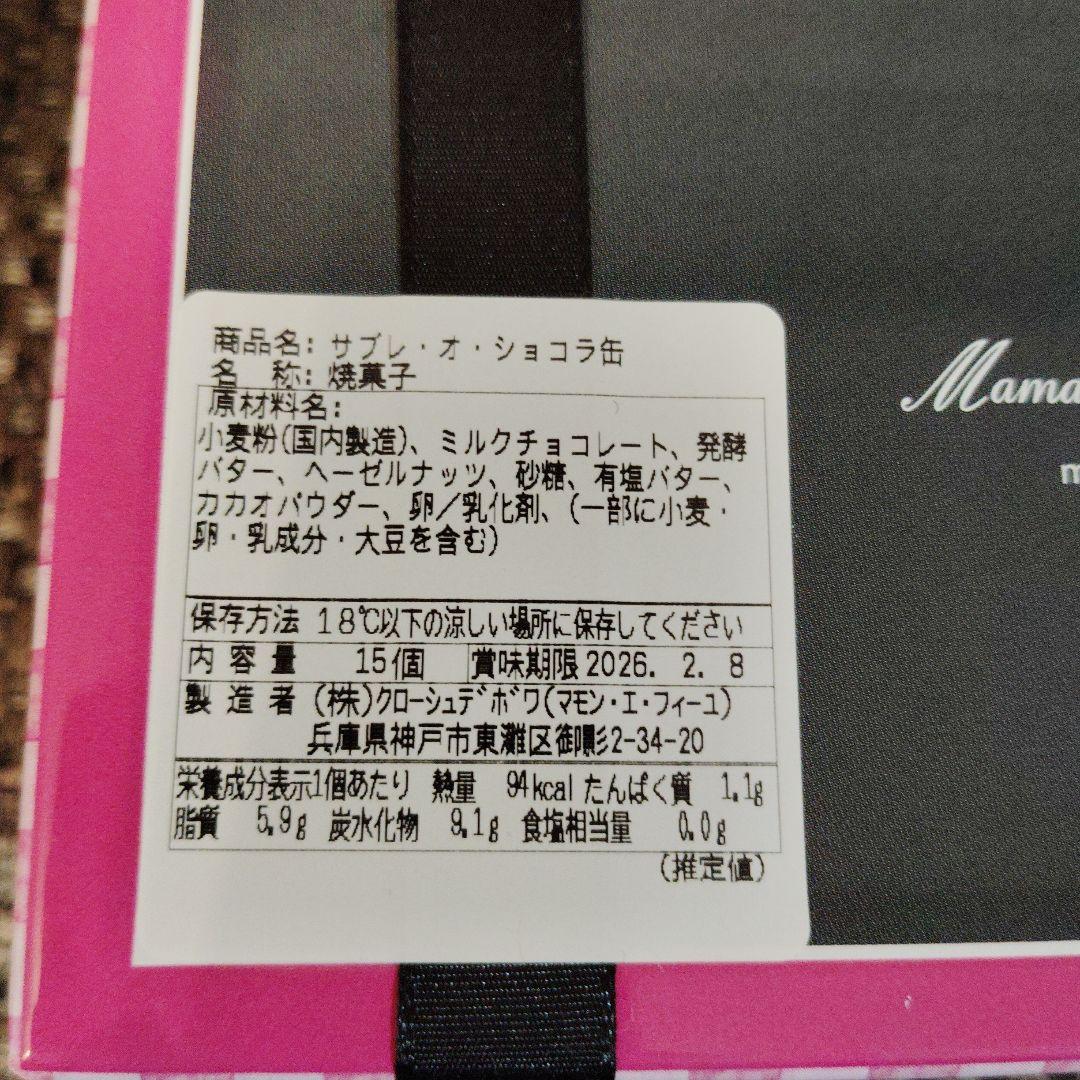 商品名: サブレ・オ・ショコラ缶
名 称: 焼菓子
原材料名:
小麦粉(国内製造)、ミルクチョコレート、発酵
バター、ヘーゼルナッツ、砂糖、有塩バター、
カカオパウダー、卵/乳化剤、(一部に小麦・
卵・乳成分・大豆を含む)
保存方法 18℃以下の涼しい場所に保存してください
内容量 15個 賞味期限 2026. 2. 8
製造者 (株)クローシュデボワ(マモン・エ・フィーユ)
兵庫県神戸市東灘区御影2-34-20
栄養成分表示1個あたり 熱量 94kcal たんぱく質 1.1g
脂質 5.9g 炭水化物 9.1g 食塩相当量 0.0g
(推定値)
Mama
m